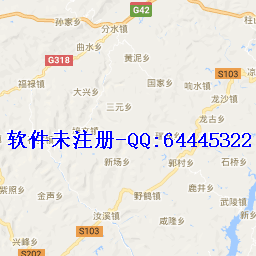 孙家乡
分水镇
G42
柱山
曲水乡
黄泥乡
G318
S103
福禄镇
大兴乡
国家乡
响水镇
三元乡
龙沙镇
龙古乡
软件未注册-QQ:64445322
新场乡
郭村乡
石桥乡
紫照乡
金声乡
野鹤镇
鹿井乡
武陵镇
汝溪镇
S103
咸隆乡
兴峰乡
S202